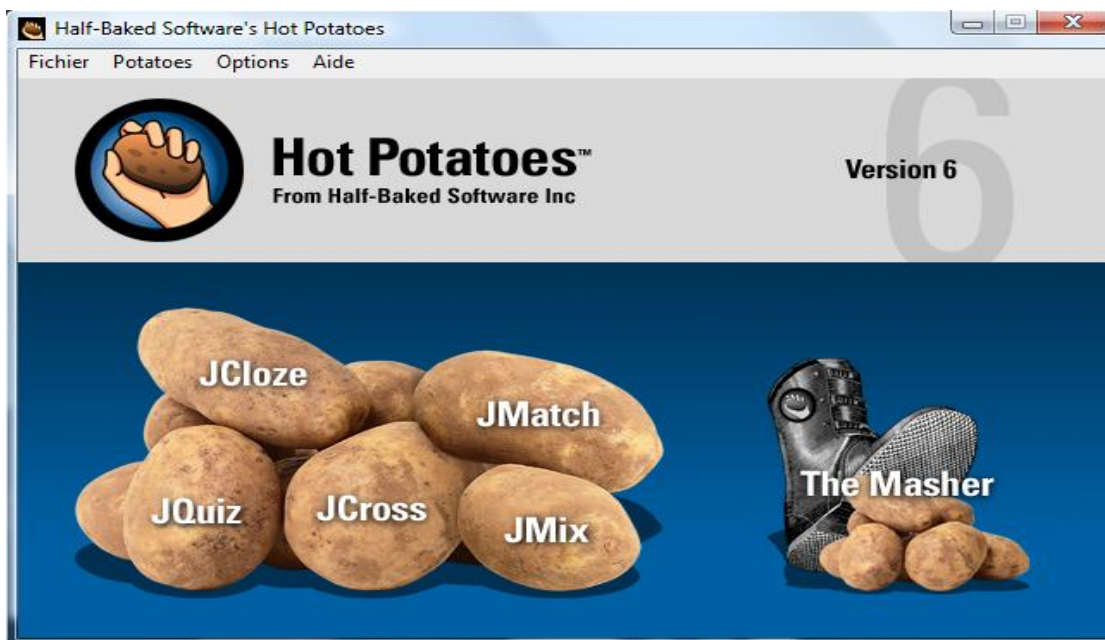 Half-Baked Software's Hot Potatoes
Fichier Potatoes Options Aide
Hot Potatoes™
From Half-Baked Software Inc
6
Version 6
JCloze
JMatch
JQuiz
JCross
JMix
The Masher